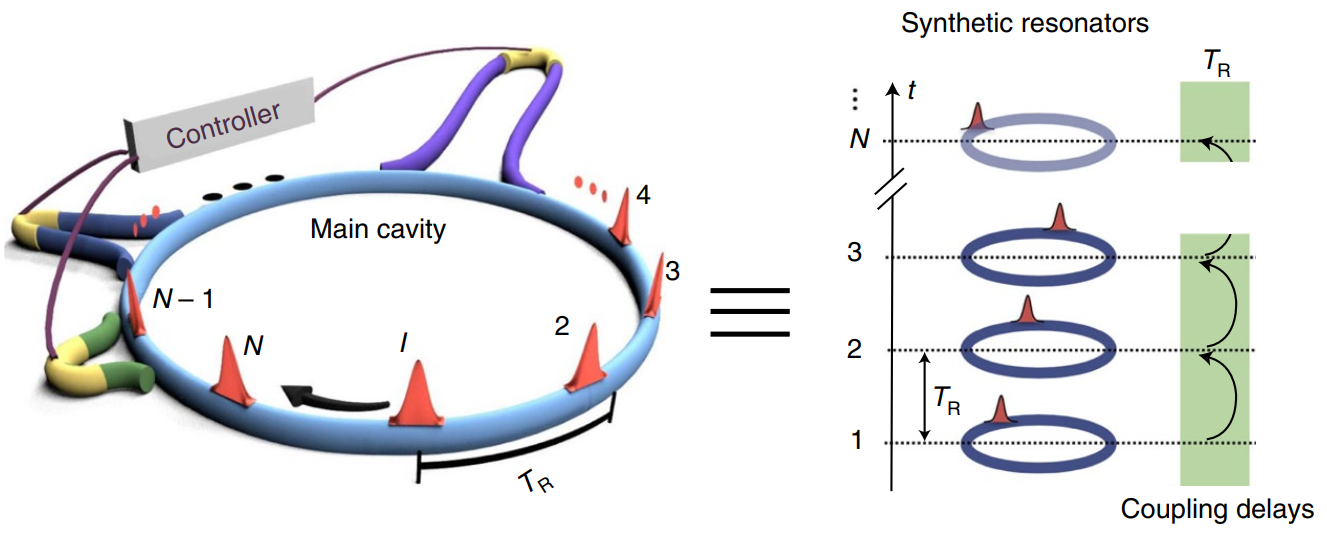 Controller
Main cavity
4
3
2
I
N
N – 1
T_R
Synthetic resonators
T_R
t
N
3
2
T_R
1
Coupling delays